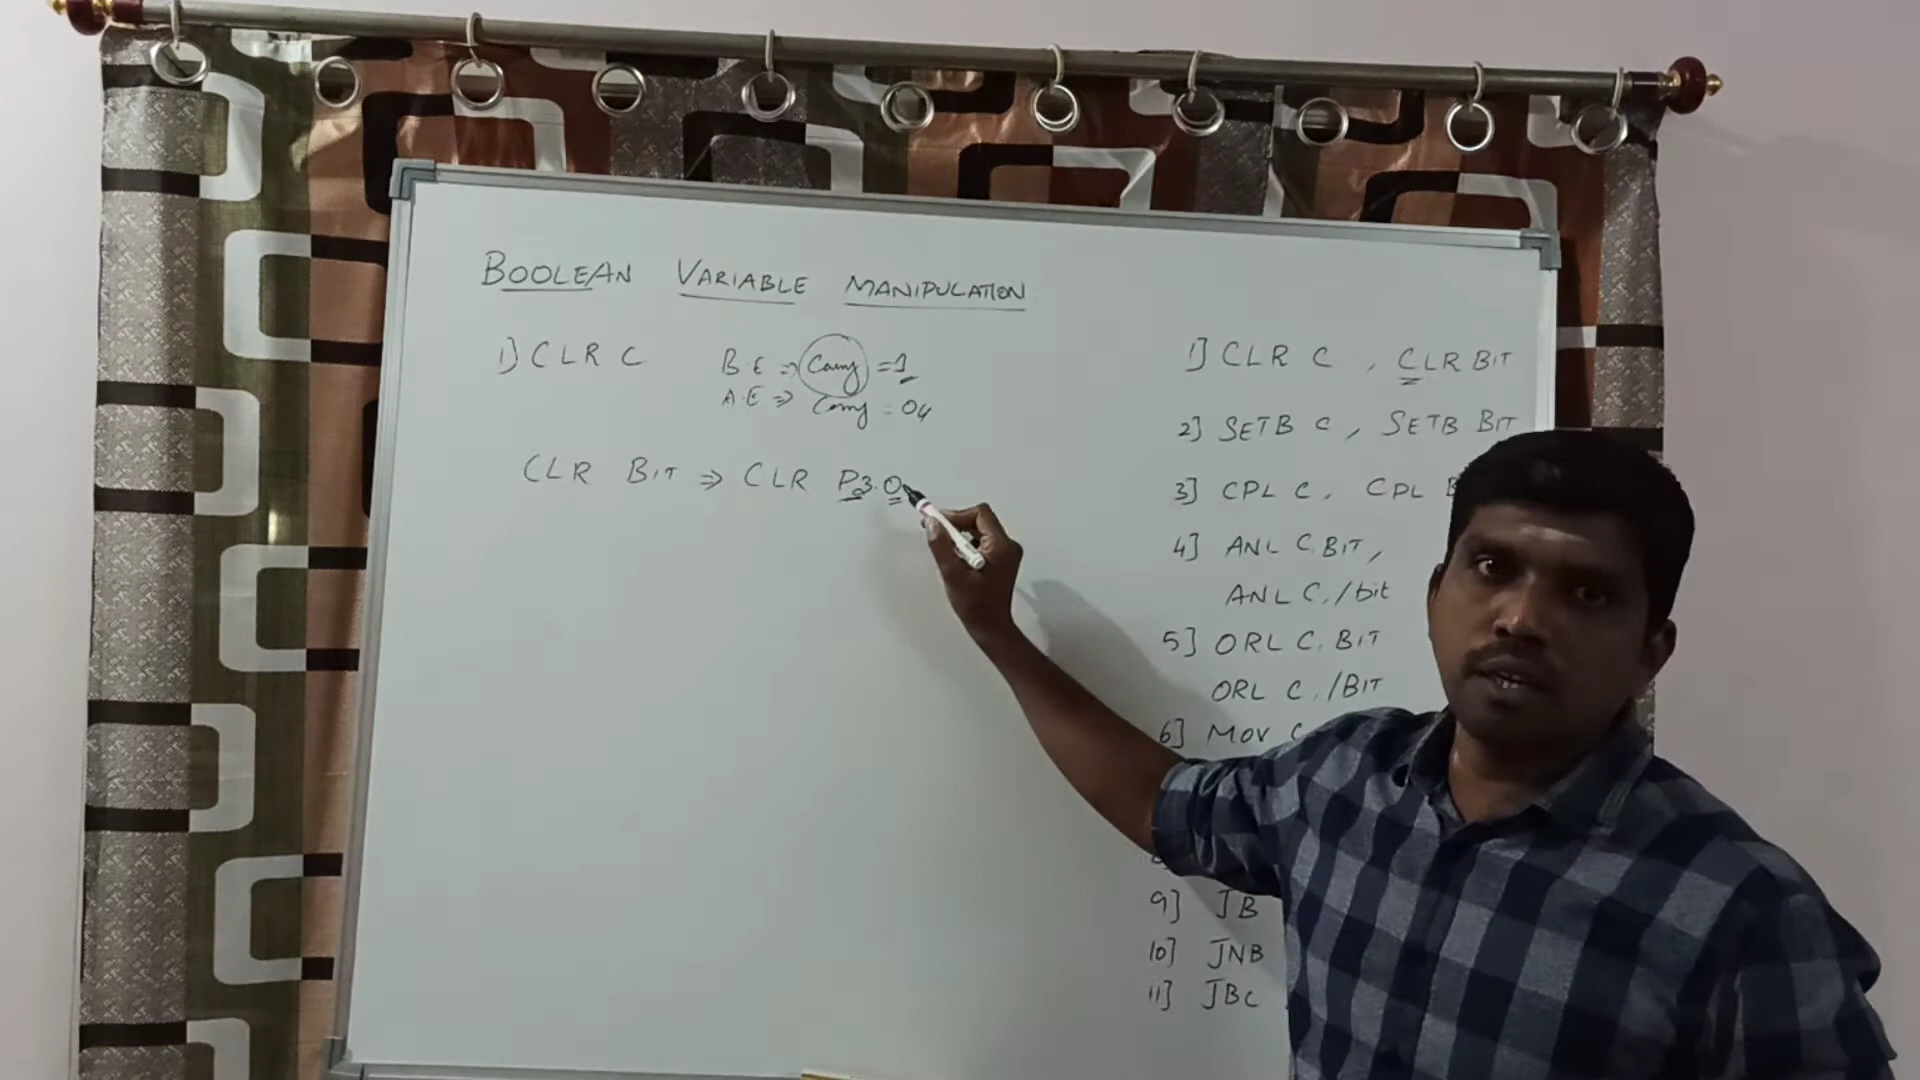 BOOLEAN VARIABLE MANIPULATION
1) CLR C B.E => Carry = 1
A.E => Carry = 04
CLR BIT => CLR P3.0
1] CLR C , CLR BIT
2] SETB C , SETB BIT
3] CPL C , CPL B
4] ANL C, BIT,
ANL C, /bit
5] ORL C, BIT
ORL C, /BIT
6] MOV C
9] JB
10] JNB
11] JBC